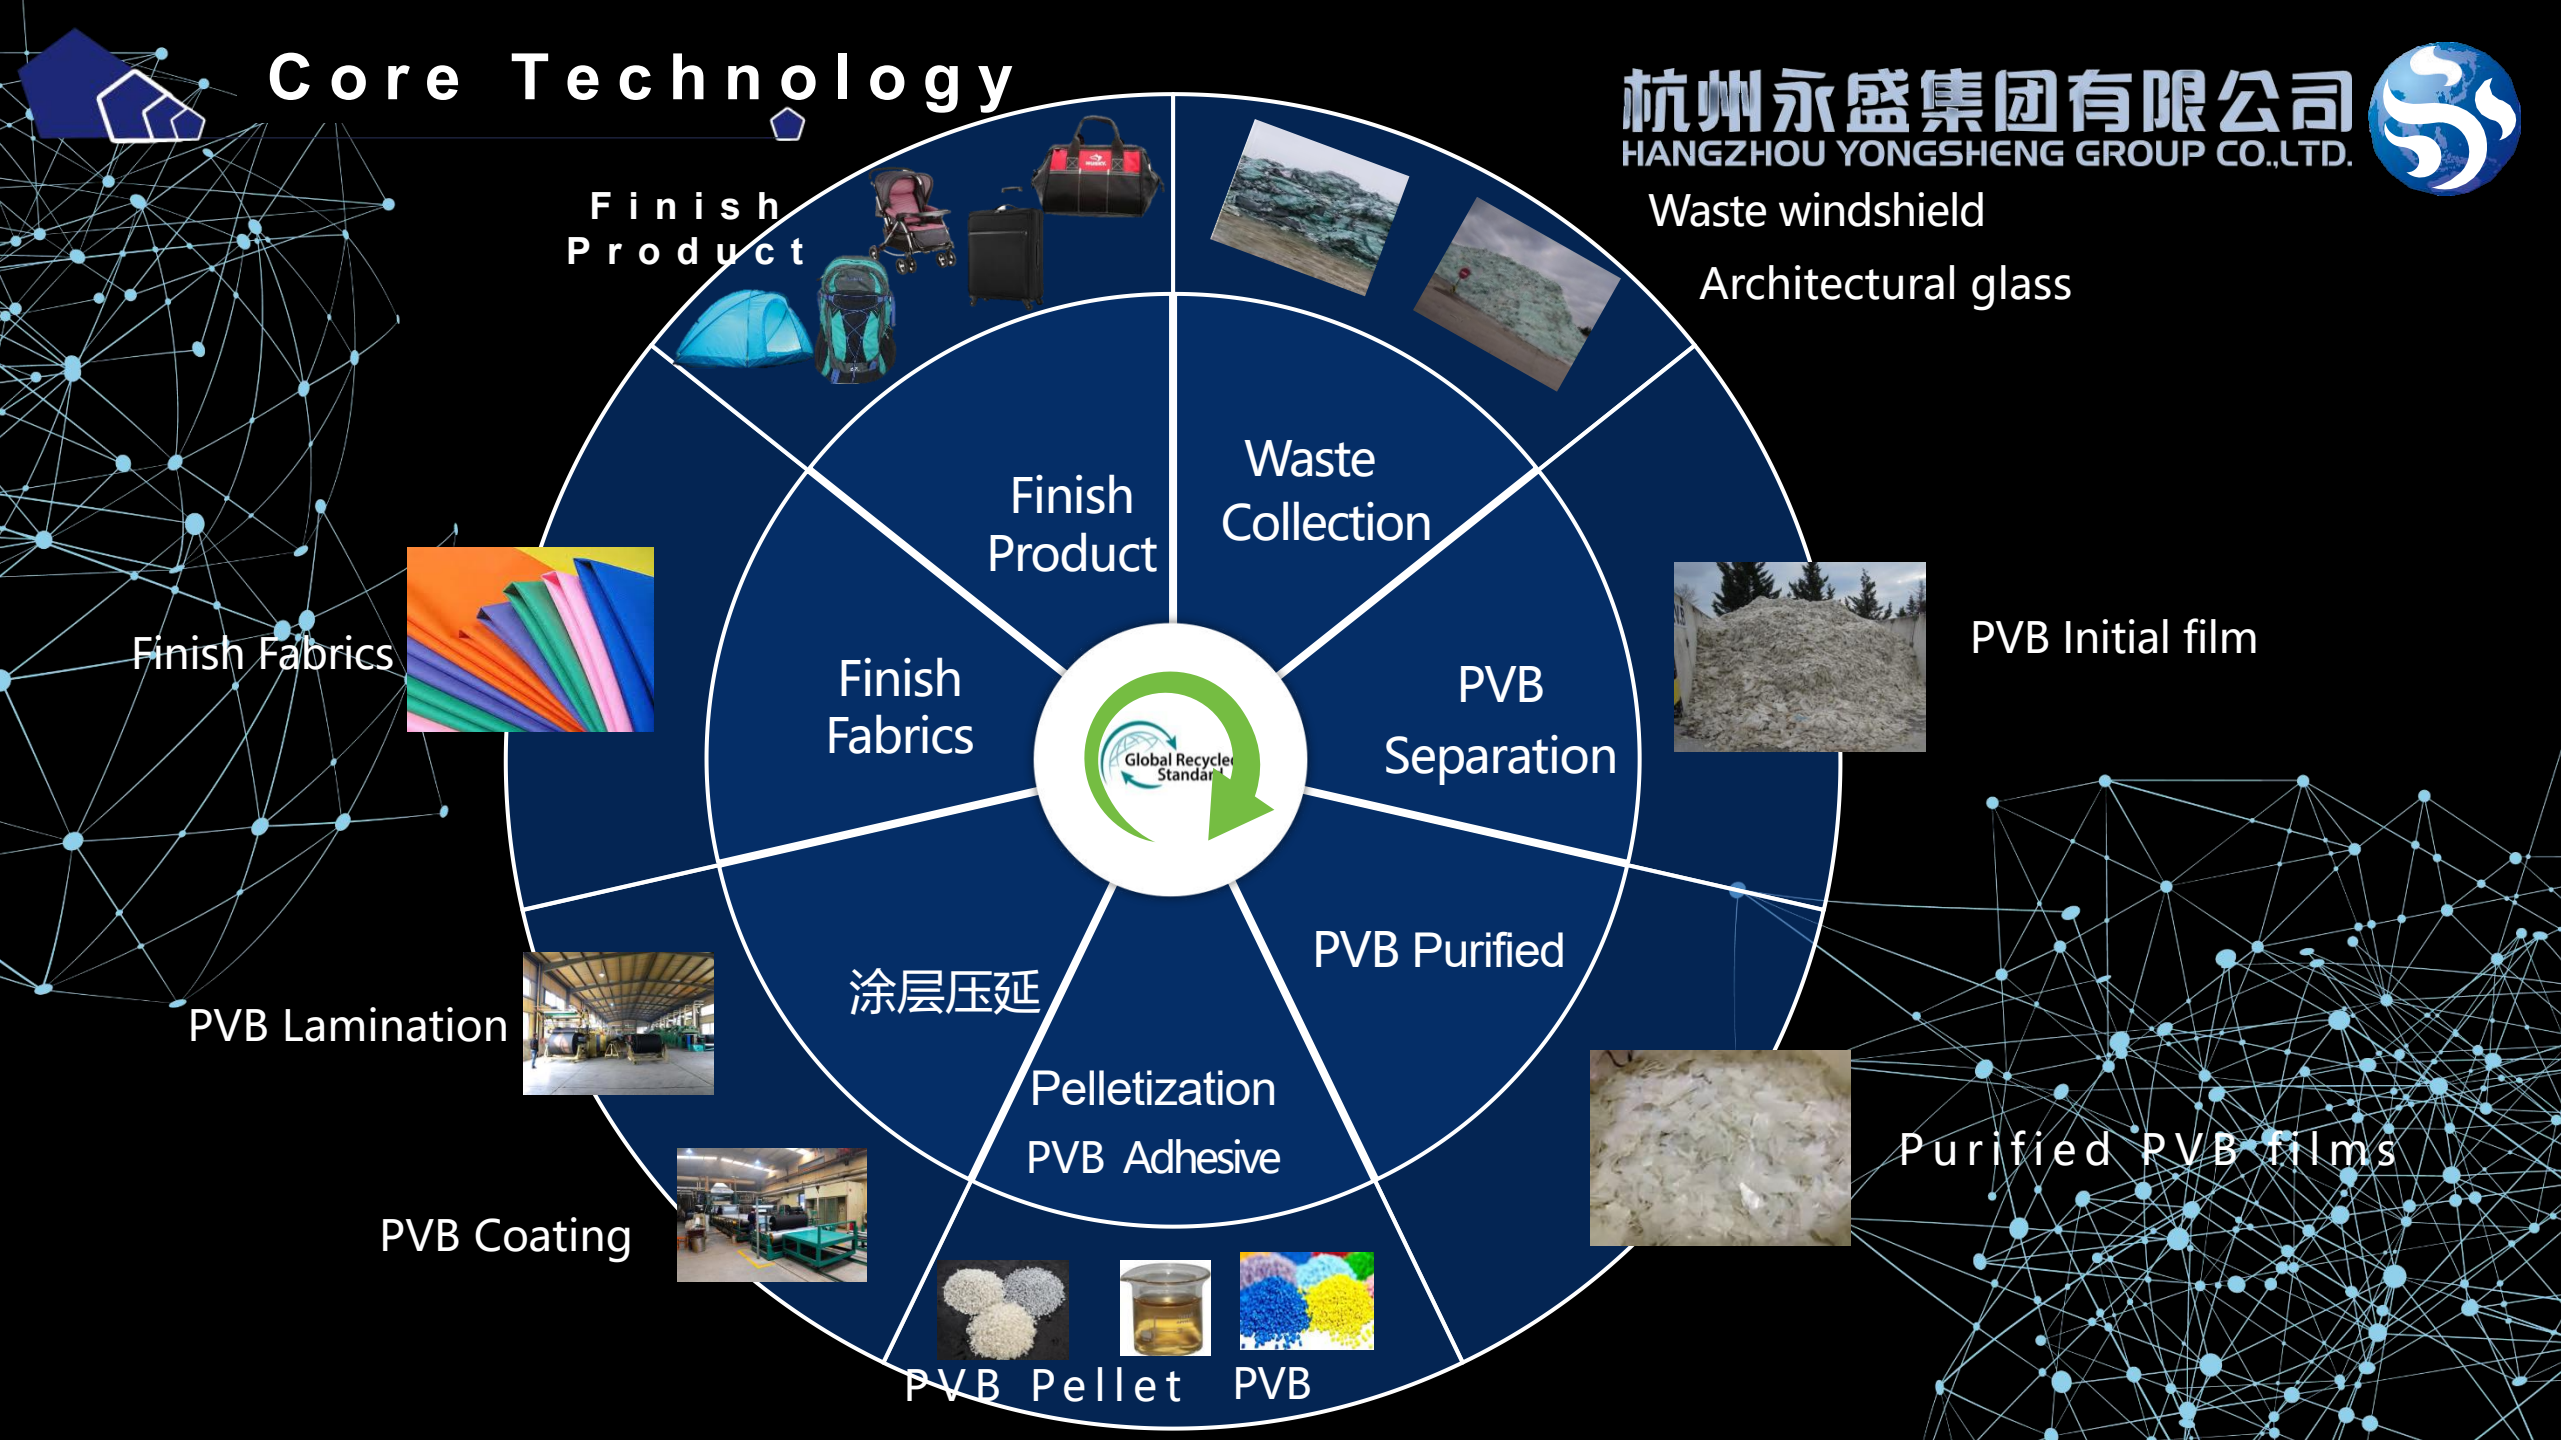 Core Technology
杭州永盛集团有限公司
HANGZHOU YONGSHENG GROUP CO.,LTD.
Finish
Product
Waste windshield
Architectural glass
Finish
Product
Waste
Collection
Finish Fabrics
Finish
Fabrics
Global Recycled
Standard
PVB
Separation
PVB Initial film
PVB Lamination
涂层压延
PVB Purified
Pelletization
PVB Adhesive
Purified PVB films
PVB Coating
PVB Pellet
PVB